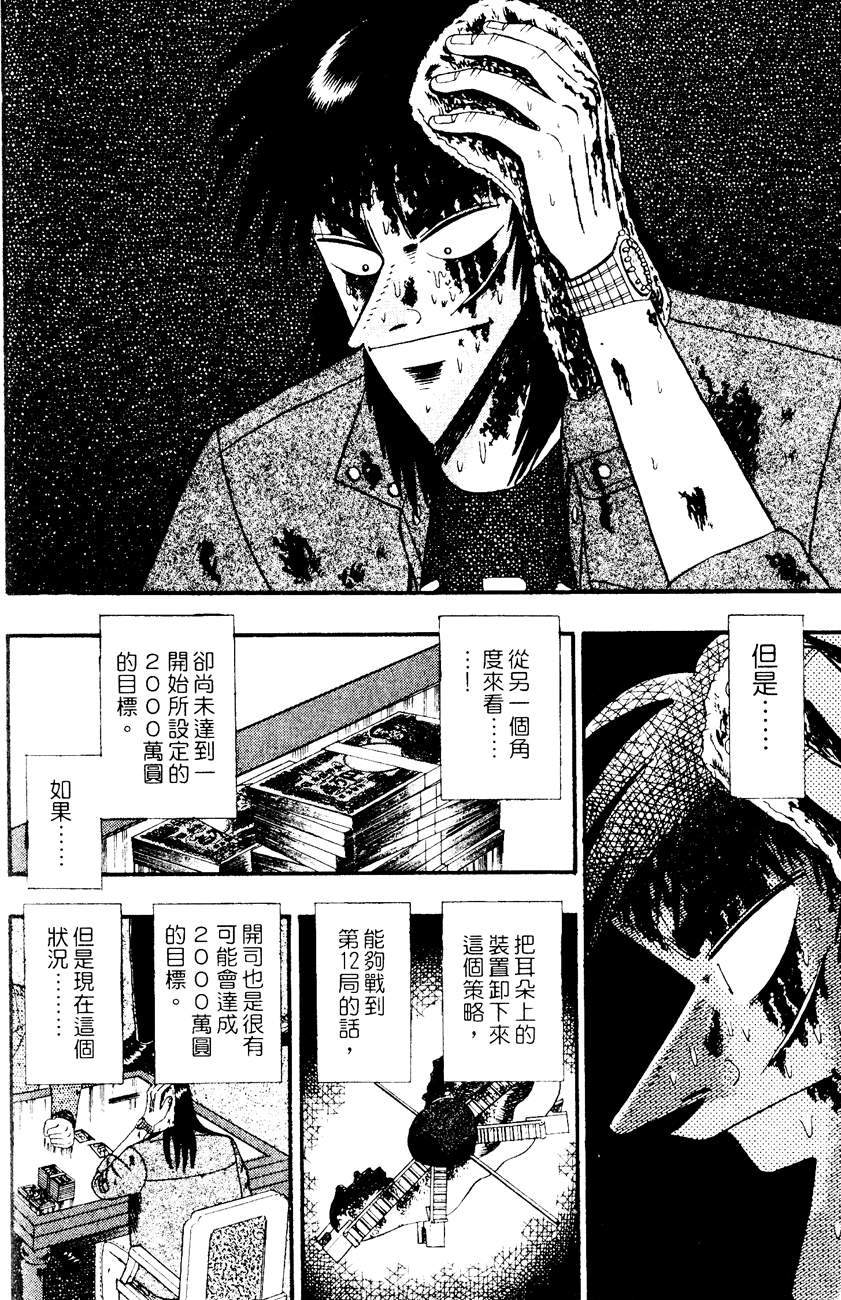 但是……
從另一個角
度來看……
…！
卻尚未達到一
開始所設定的
2000萬圓
的目標。
如果……
把耳朵上的
裝置卸下來
這個策略，
能夠戰到
第12局的話，
開司也是很有
可能會達成
2000萬圓
的目標。
但是現在這個
狀況………